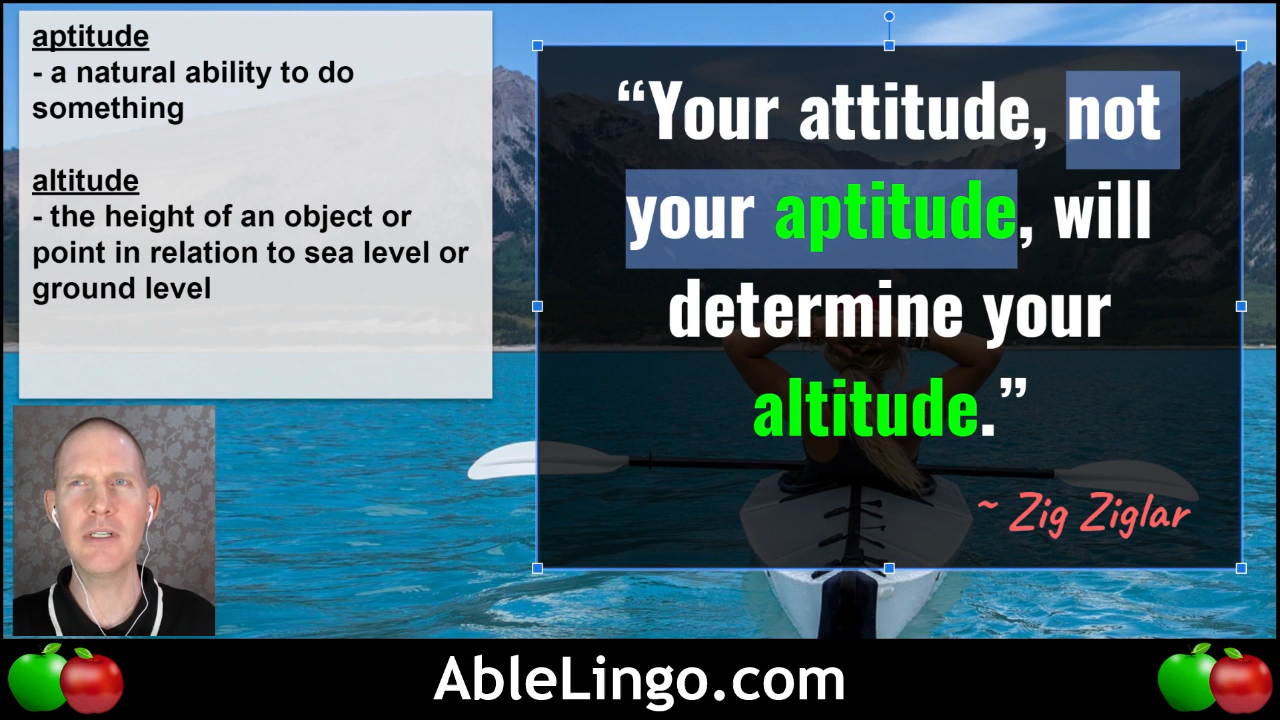 aptitude
- a natural ability to do
something
altitude
- the height of an object or
point in relation to sea level or
ground level
“Your attitude, not
your aptitude, will
determine your
altitude.”
~ Zig Ziglar
AbleLingo.com